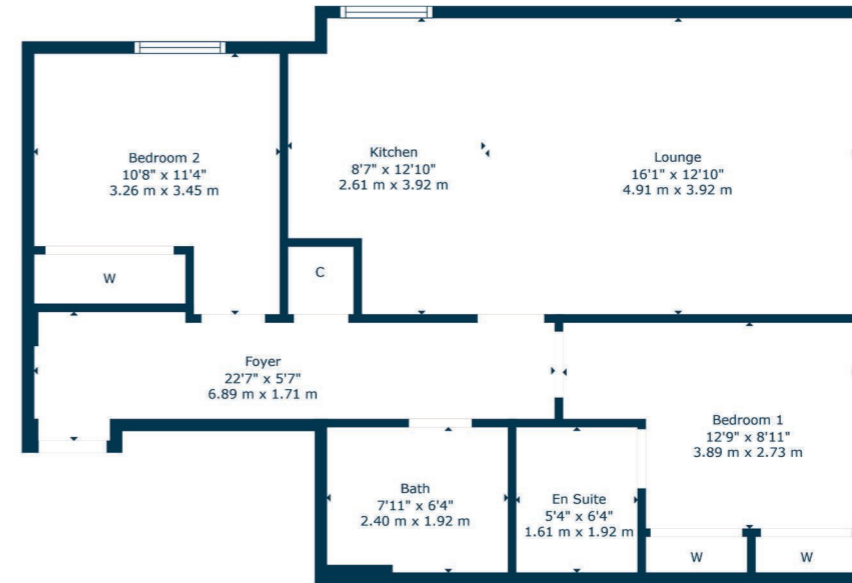 Bedroom 2
10'8" x 11'4"
3.26 m x 3.45 m
W
Kitchen
8'7" x 12'10"
2.61 m x 3.92 m
Lounge
16'1" x 12'10"
4.91 m x 3.92 m
C
Foyer
22'7" x 5'7"
6.89 m x 1.71 m
Bedroom 1
12'9" x 8'11"
3.89 m x 2.73 m
Bath
7'11" x 6'4"
2.40 m x 1.92 m
En Suite
5'4" x 6'4"
1.61 m x 1.92 m
W
W